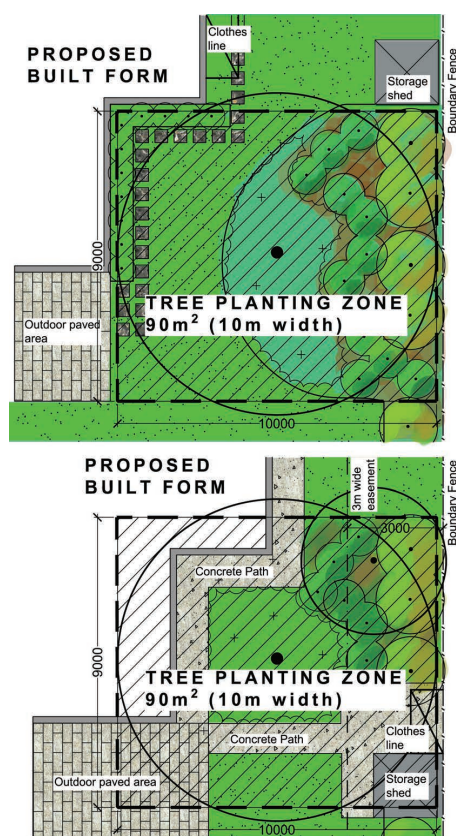 PROPOSED
BUILT FORM
Clothes
line
Storage
shed
Boundary Fence
9000
Outdoor paved
area
TREE PLANTING ZONE
90m² (10m width)
10000
PROPOSED
BUILT FORM
3m wide
easement
3000
Boundary Fence
Concrete Path
9000
TREE PLANTING ZONE
90m² (10m width)
Clothes
line
Concrete Path
Outdoor paved area
Storage
shed
10000